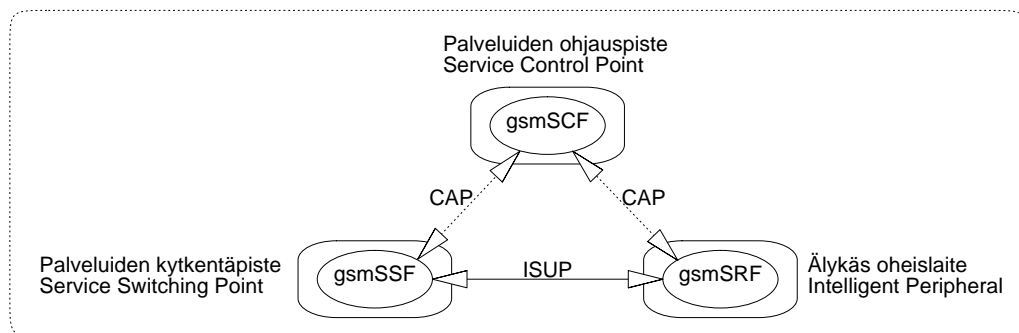 Palveluiden ohjauspiste
Service Control Point
gsmSCF
CAP
CAP
Palveluiden kytkentäpiste
Service Switching Point
gsmSSF
ISUP
gsmSRF
Älykäs oheislaite
Intelligent Peripheral